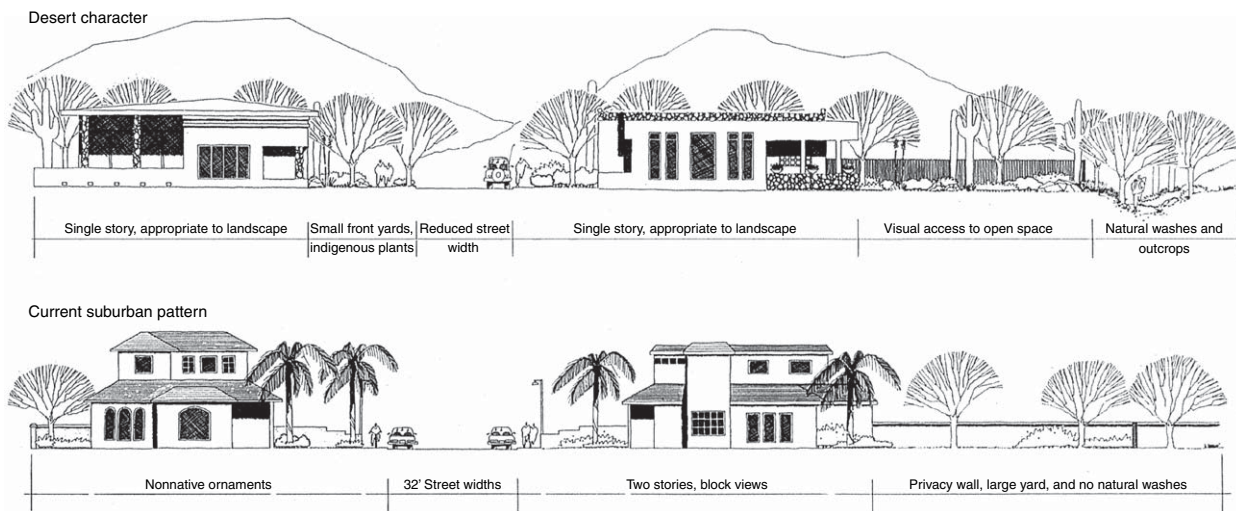 Desert character
Single story, appropriate to landscape
Small front yards,
indigenous plants
Reduced street
width
Single story, appropriate to landscape
Visual access to open space
Natural washes and
outcrops
Current suburban pattern
Nonnative ornaments
32' Street widths
Two stories, block views
Privacy wall, large yard, and no natural washes